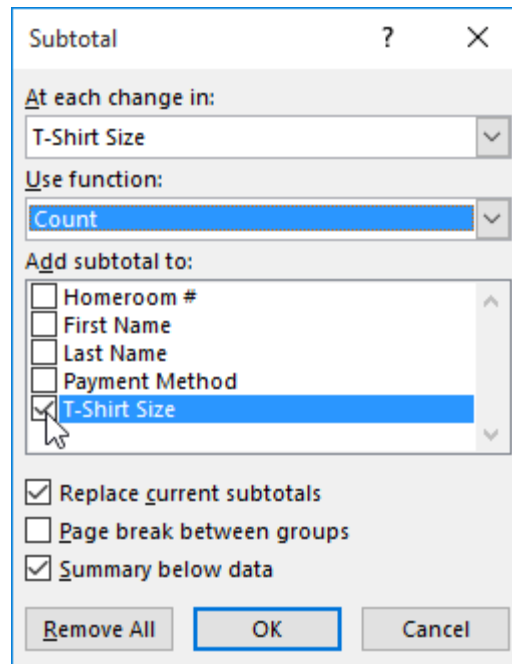 Subtotal ?
At each change in:
T-Shirt Size
Use function:
Count
Add subtotal to:
Homeroom #
First Name
Last Name
Payment Method
T-Shirt Size
Replace current subtotals
Page break between groups
Summary below data
Remove All OK Cancel